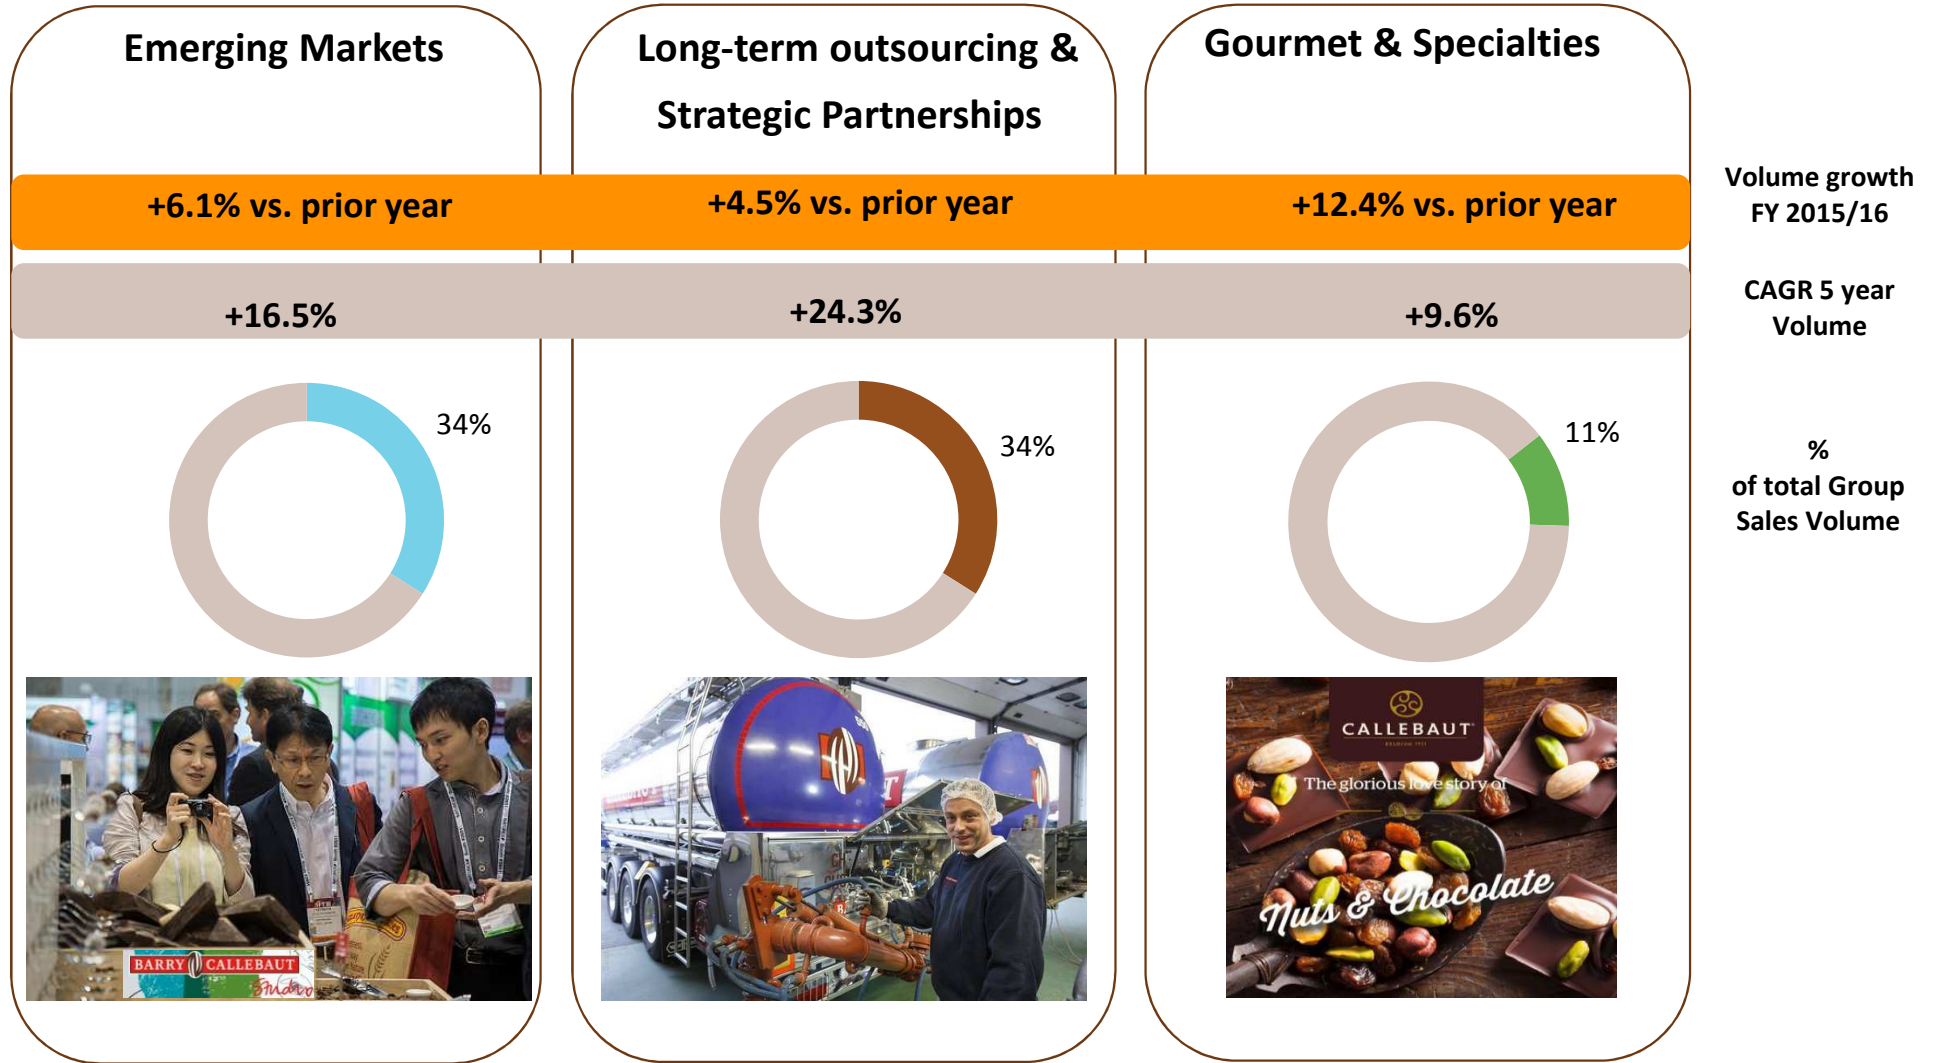 Emerging Markets
Long-term outsourcing &
Strategic Partnerships
Gourmet & Specialties
+6.1% vs. prior year
+4.5% vs. prior year
+12.4% vs. prior year
Volume growth
FY 2015/16
+16.5%
+24.3%
+9.6%
CAGR 5 year
Volume
34%
34%
11%
%
of total Group
Sales Volume
BARRY CALLEBAUT
Studio
CALLEBAUT
BELGIUM 1911
The glorious love story of
Nuts & Chocolate